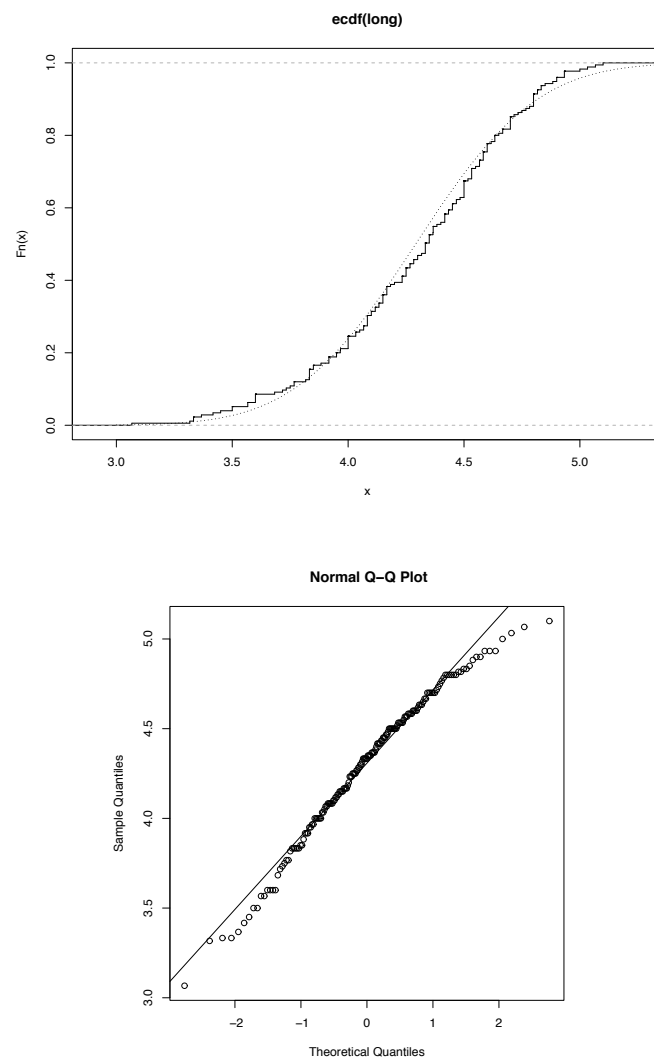 ecdf(long)
1.0
0.8
0.6
0.4
0.2
0.0
Fn(x)
3.0 3.5 4.0 4.5 5.0
x
Normal Q−Q Plot
5.0
4.5
4.0
3.5
3.0
Sample Quantiles
−2 −1 0 1 2
Theoretical Quantiles